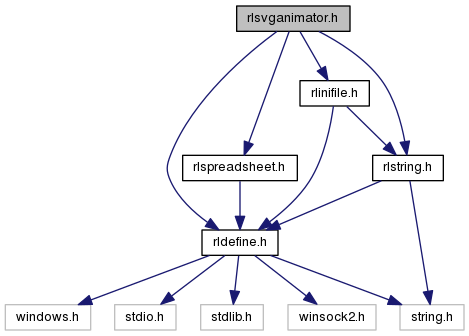 rlsvganimator.h
rlinifile.h
rlspreadsheet.h
rlstring.h
rldefine.h
windows.h
stdio.h
stdlib.h
winsock2.h
string.h